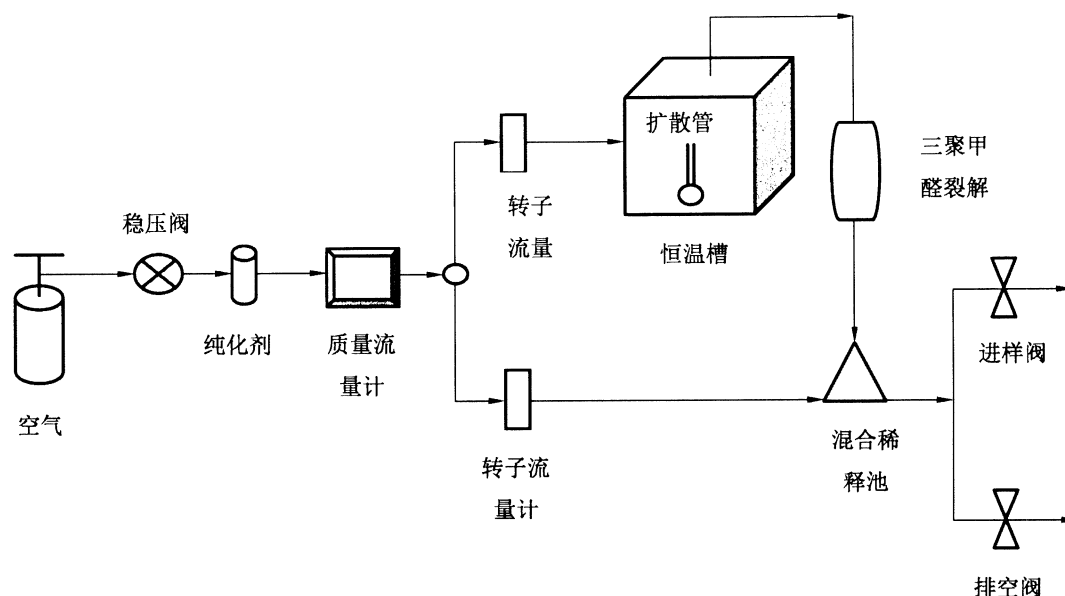 扩散管
三聚甲
醛裂解
转子
流量
恒温槽
稳压阀
纯化剂
质量流
量计
进样阀
空气
混合稀
释池
转子流
量计
排空阀